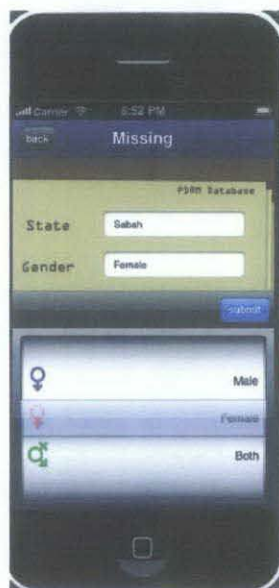 Carrier 6:52 PM
back Missing
PDRM Database
State Sabah
Gender Female
submit
Male
Female
Both